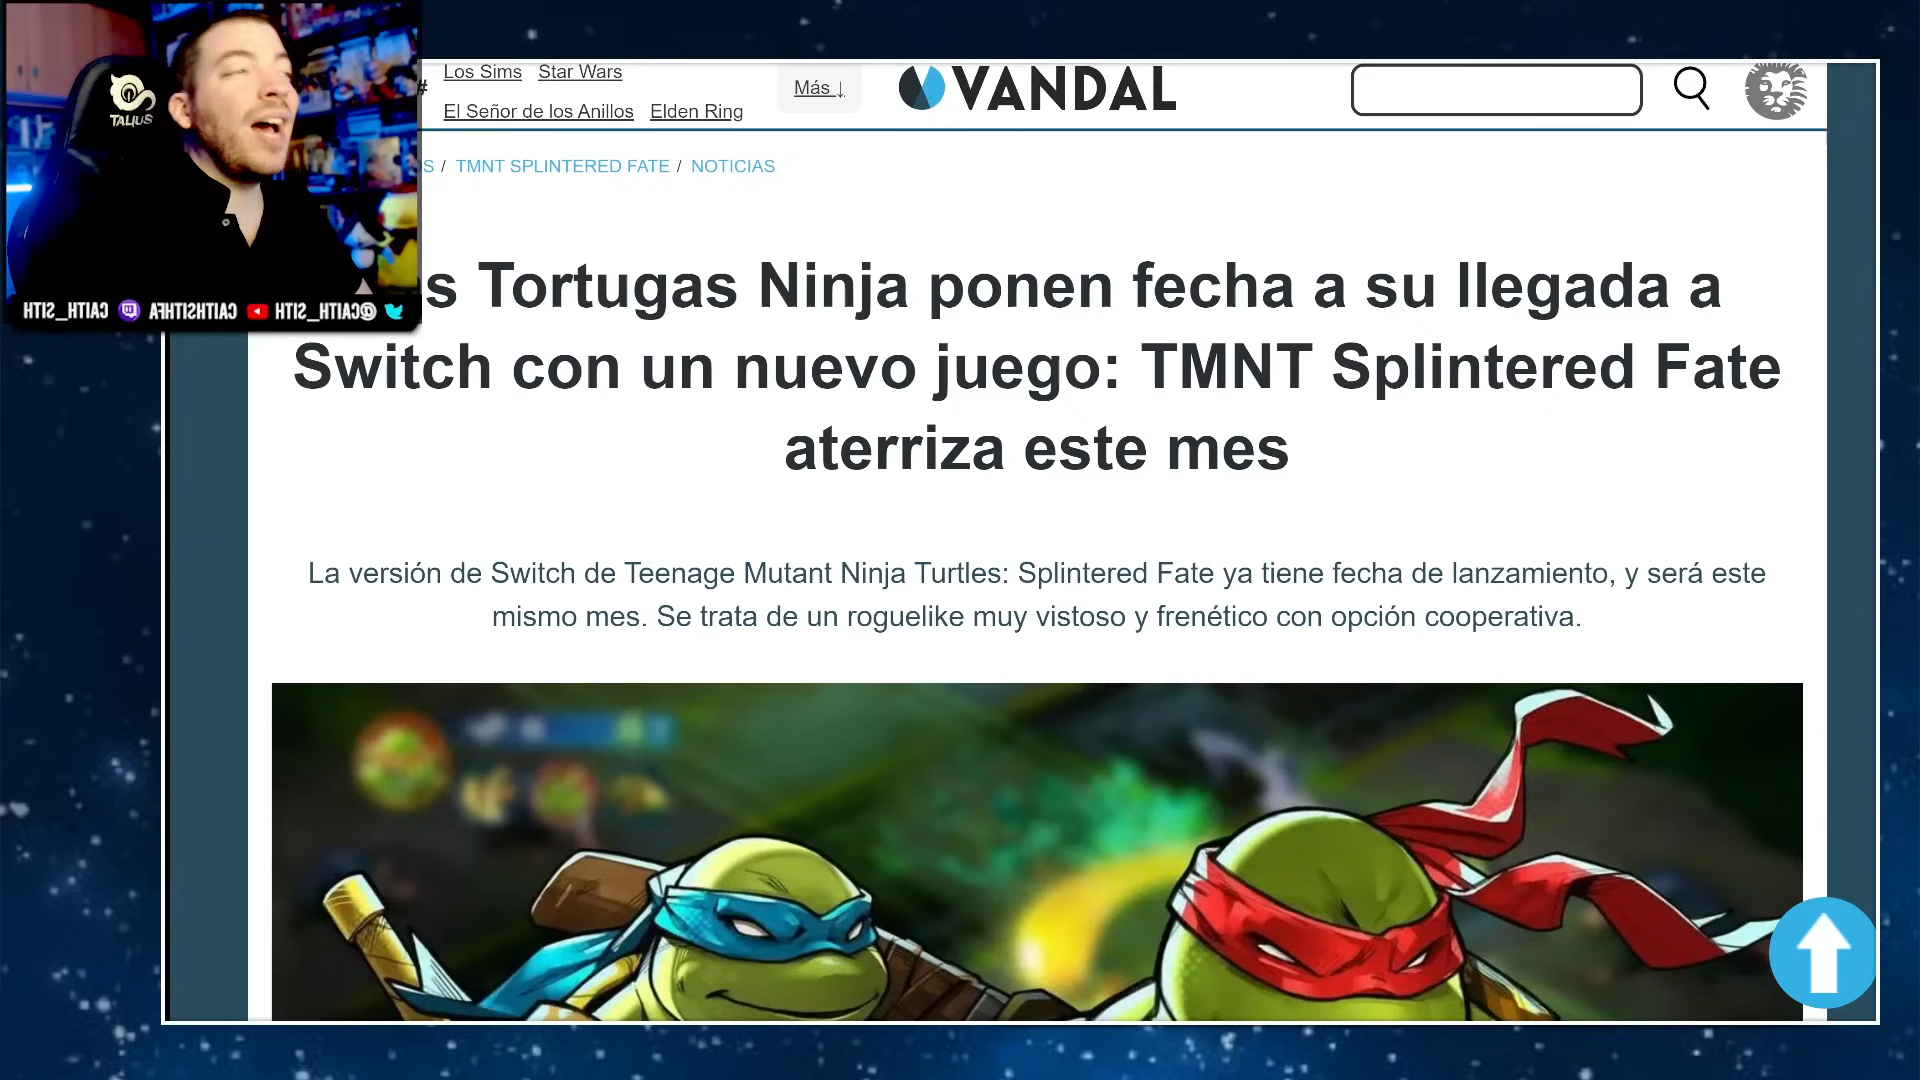 Los Sims Star Wars
#
El Señor de los Anillos Elden Ring
Más ↓
VANDAL
TALIUS
S / TMNT SPLINTERED FATE / NOTICIAS
s Tortugas Ninja ponen fecha a su llegada a
Switch con un nuevo juego: TMNT Splintered Fate
aterriza este mes
CAITH_SITH CAITHSITHFA @CAITH_SITH
La versión de Switch de Teenage Mutant Ninja Turtles: Splintered Fate ya tiene fecha de lanzamiento, y será este
mismo mes. Se trata de un roguelike muy vistoso y frenético con opción cooperativa.